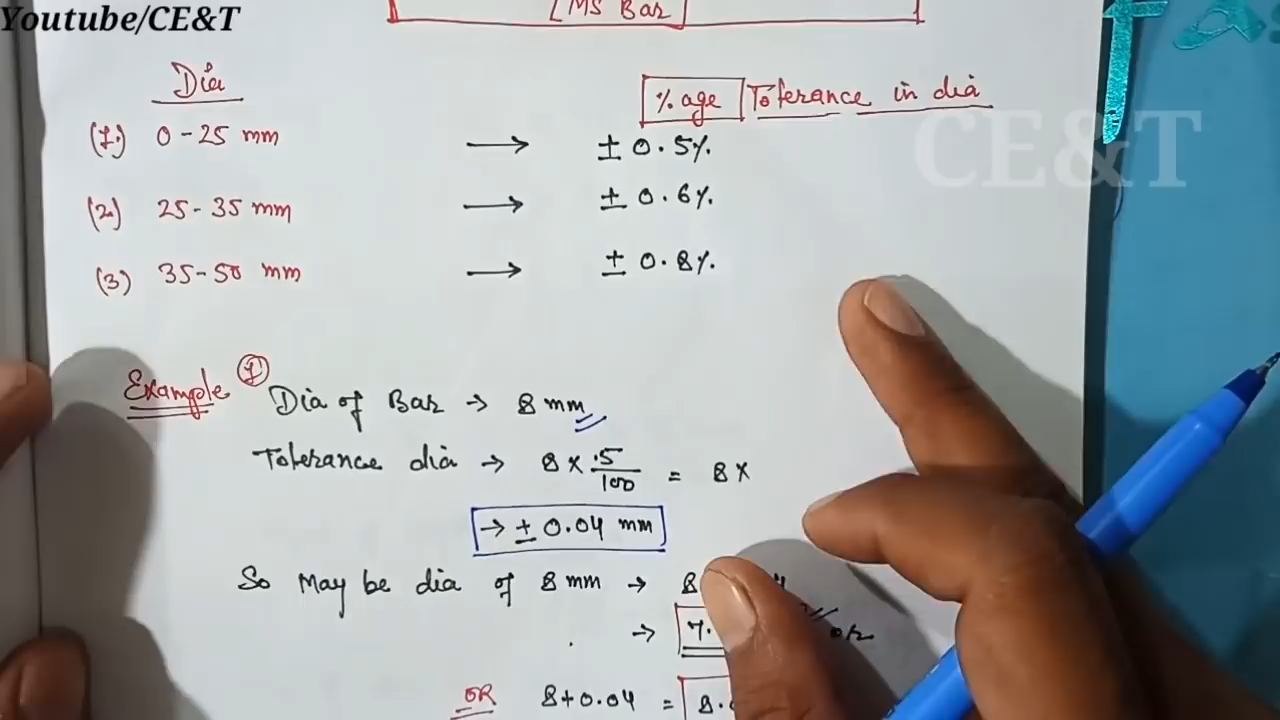 Youtube/CE&T
[MS Bar]
Dia
%age Tolerance in dia
(1.) 0-25 mm → ± 0.5%.
(2.) 25-35 mm → ± 0.6%.
(3) 35-50 mm → ± 0.8%.
CE&T
Example 1
Dia of Bar → 8 mm
Tolerance dia → 8 × .5/100 = 8 ×
→ ± 0.04 mm
So May be dia of 8 mm → 8
→ 7. or
OR 8+0.04 = 8.